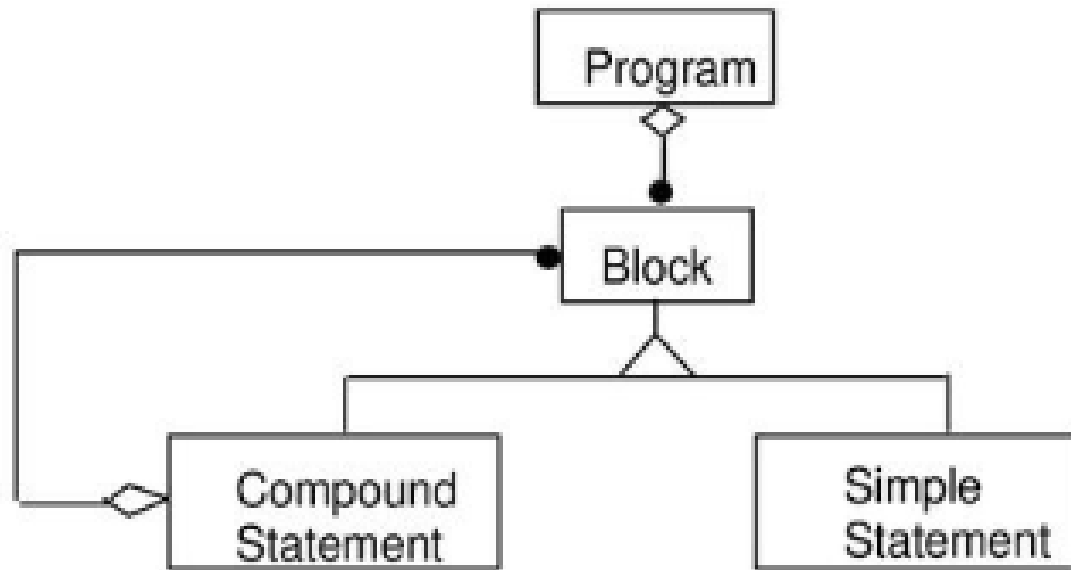 Program
Block
Compound
Statement
Simple
Statement